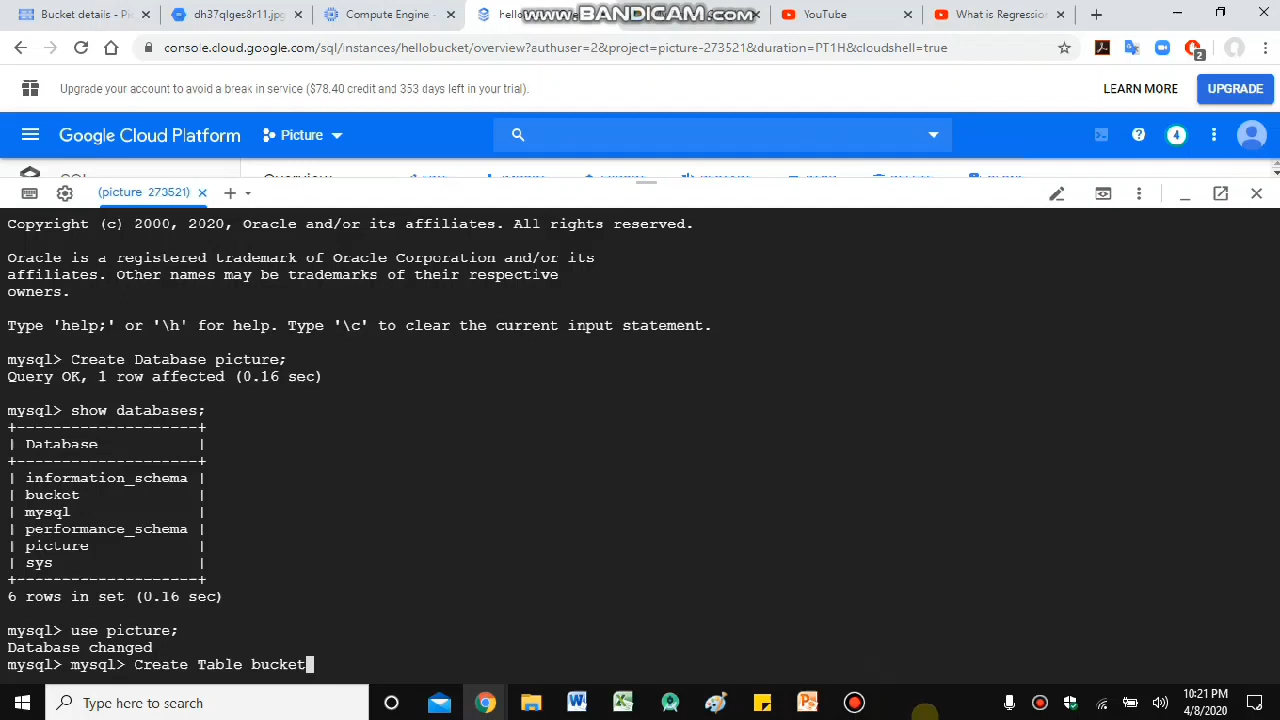 Bucket details - Pi
dh37qlges8r11.jpg
Compute Engine -
hell
www.BANDICAM.com
YouTube
What is Regressio
console.cloud.google.com/sql/instances/hellobucket/overview?authuser=2&project=picture-273521&duration=PT1H&cloudshell=true
2
Upgrade your account to avoid a break in service ($78.40 credit and 353 days left in your trial).
LEARN MORE
UPGRADE
Google Cloud Platform
Picture
4
(picture-273521)
Copyright (c) 2000, 2020, Oracle and/or its affiliates. All rights reserved.
Oracle is a registered trademark of Oracle Corporation and/or its
affiliates. Other names may be trademarks of their respective
owners.
Type 'help;' or '\h' for help. Type '\c' to clear the current input statement.
mysql> Create Database picture;
Query OK, 1 row affected (0.16 sec)
mysql> show databases;
+--------------------+
| Database |
+--------------------+
| information_schema |
| bucket |
| mysql |
| performance_schema |
| picture |
| sys |
+--------------------+
6 rows in set (0.16 sec)
mysql> use picture;
Database changed
mysql> mysql> Create Table bucket
Type here to search
10:21 PM
4/8/2020